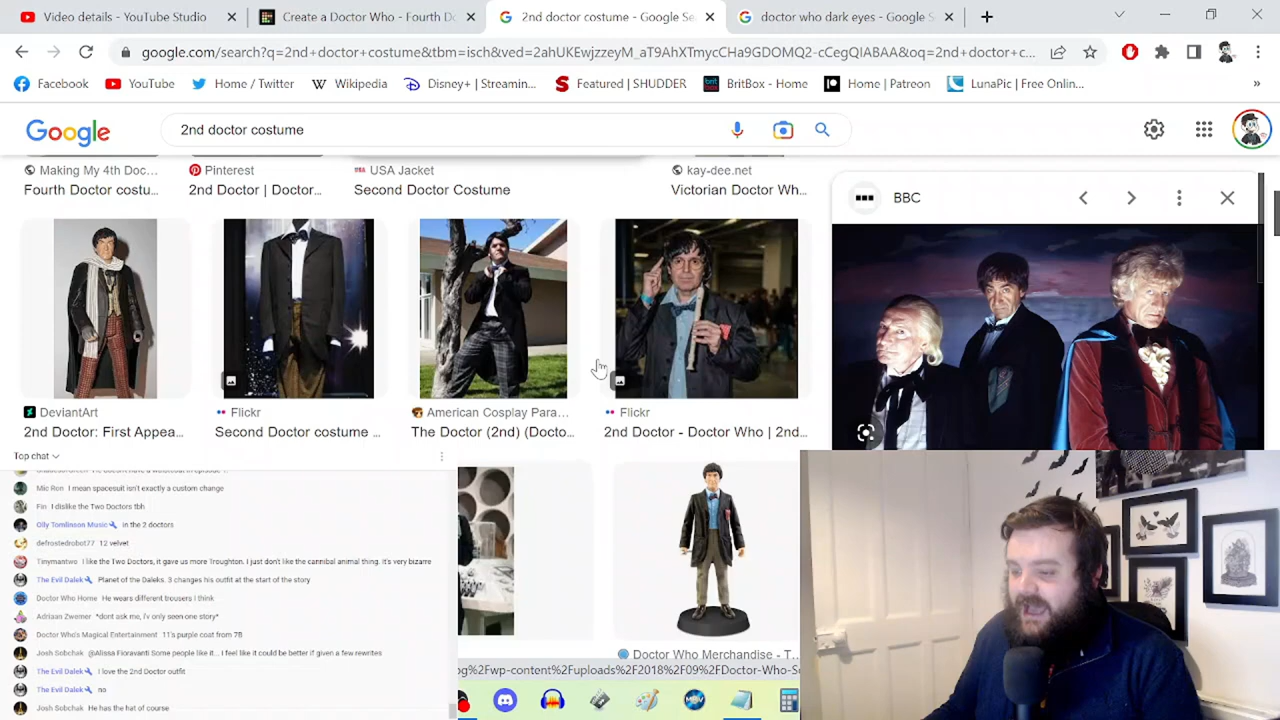 YouTube Studio
Create a Doctor Who - Fourth D
2nd doctor costume - Google Se
doctor who dark eyes - Google S
google.com/search?q=2nd+doctor+costume&tbm=isch&ved=2ahUKEwjzzeyM_aT9AhXTmycCHa9GDOMQ2-cCegQIABAA&oq=2nd+doctor+c...
Facebook
YouTube
Home / Twitter
Wikipedia
Disney+ | Streamin...
Featured | SHUDDER
BritBox - Home
Home | Patreon
LunaPic | Free Onlin...
Google
2nd doctor costume
Making My 4th Doc...
Pinterest
USA Jacket
kay-dee.net
Fourth Doctor costu...
2nd Doctor | Doctor...
Second Doctor Costume
Victorian Doctor Wh...
BBC
DeviantArt
Flickr
American Cosplay Para...
Flickr
2nd Doctor: First Appea...
Second Doctor costume ...
The Doctor (2nd) (Docto...
2nd Doctor - Doctor Who | 2nd...
Top chat
Mic Ron I mean spacesuit isn't exactly a custom change
Fin I dislike the Two Doctors tbh
Olly Tomlinson Music in the 2 doctors
defrostedrobot77 12 velvet
Tinymantwo I like the Two Doctors, it gave us more Troughton. I just don't like the cannibal animal thing. It's very bizarre
The Evil Dalek Planet of the Daleks. 3 changes his outfit at the start of the story
Doctor Who Home He wears different trousers I think
Adriaan Zwemer *dont ask me, i'v only seen one story*
Doctor Who's Magical Entertainment 11's purple coat from 7B
Josh Sobchak @Alissa Fioravanti Some people like it... I feel like it could be better if given a few rewrites
The Evil Dalek I love the 2nd Doctor outfit
The Evil Dalek no
Josh Sobchak He has the hat of course
Doctor Who Merchandise - T...
g%2Fwp-content%2Fuploads%2F2018%2F09%2FDoctor-Who-S